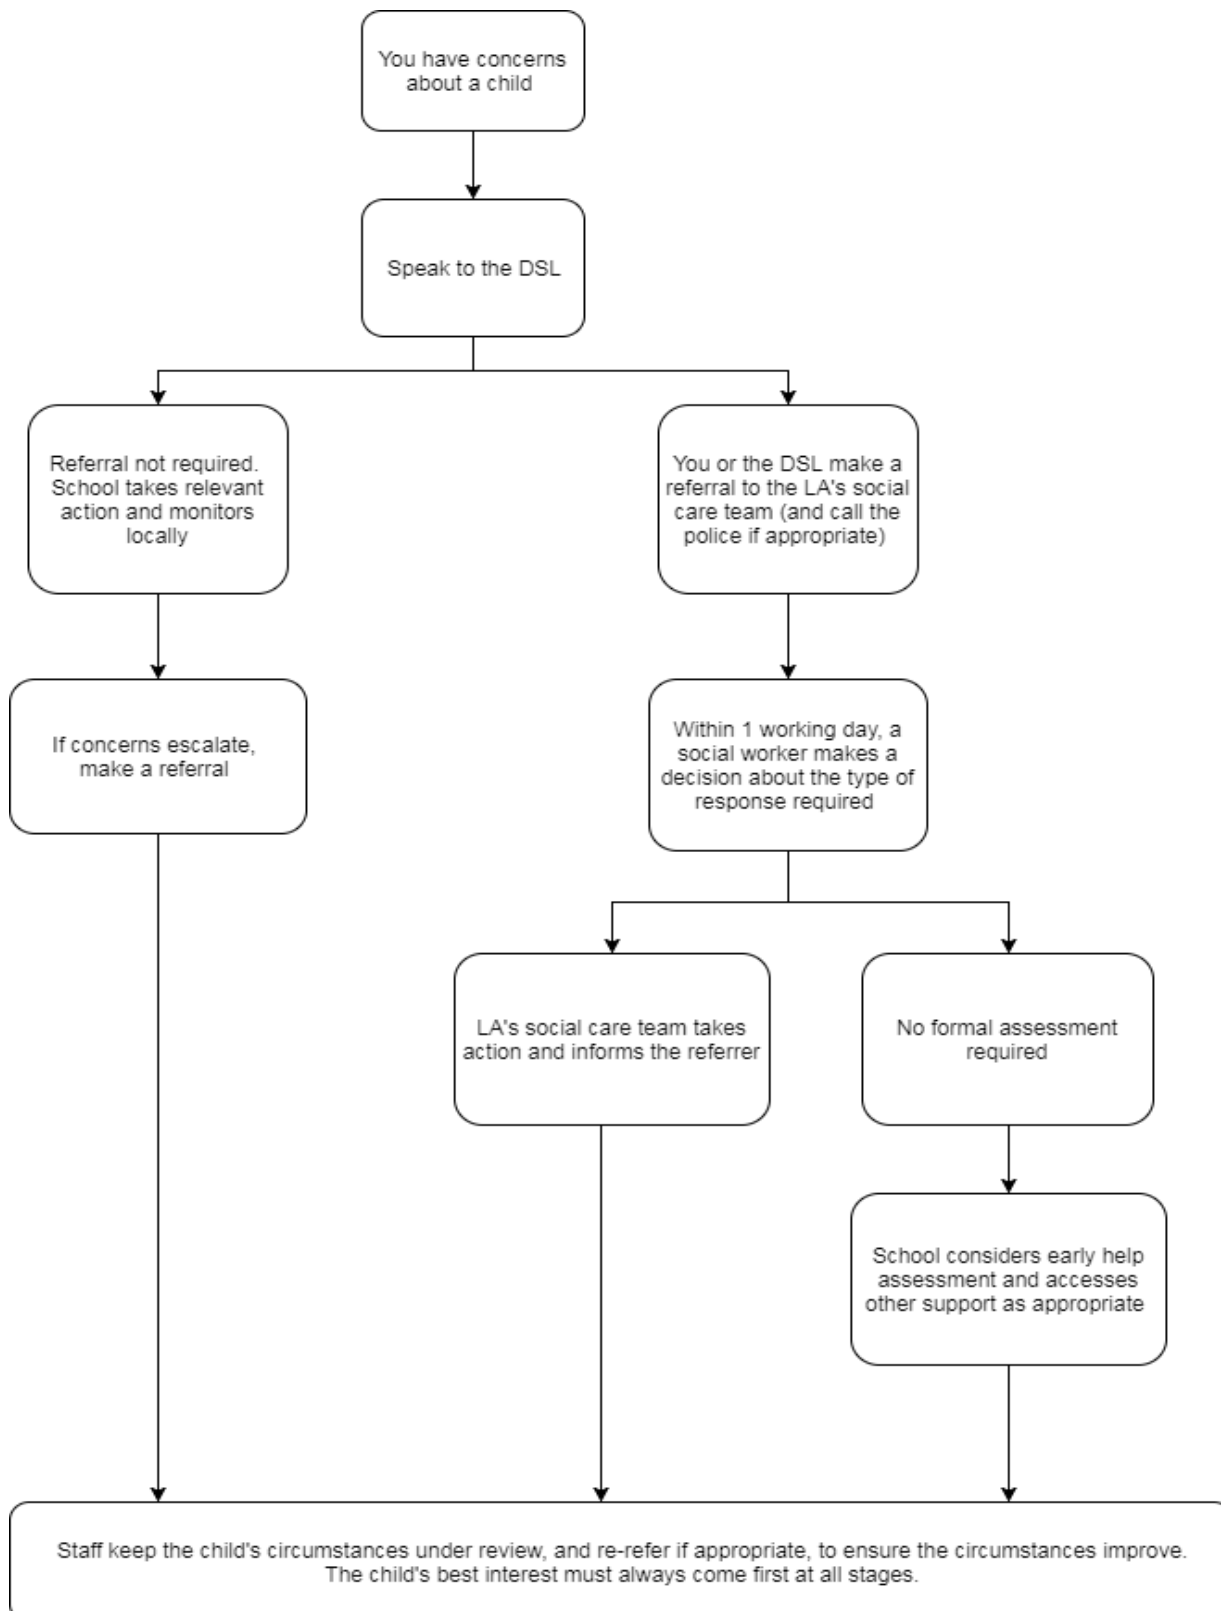 You have concerns
about a child
Speak to the DSL
Referral not required.
School takes relevant
action and monitors
locally
You or the DSL make a
referral to the LA's social
care team (and call the
police if appropriate)
If concerns escalate,
make a referral
Within 1 working day, a
social worker makes a
decision about the type of
response required
LA's social care team takes
action and informs the referrer
No formal assessment
required
School considers early help
assessment and accesses
other support as appropriate
Staff keep the child's circumstances under review, and re-refer if appropriate, to ensure the circumstances improve.
The child's best interest must always come first at all stages.